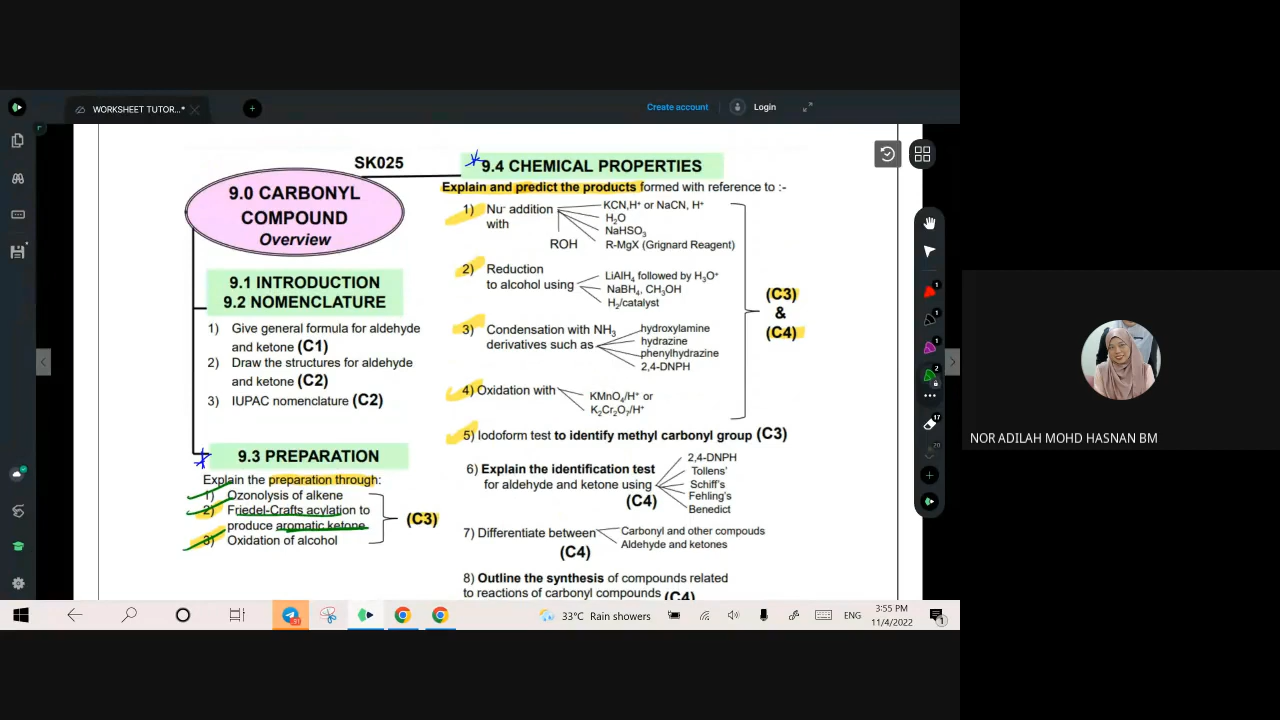 WORKSHEET TUTOR...*
Create account
Login
SK025
9.0 CARBONYL
COMPOUND
Overview
9.1 INTRODUCTION
9.2 NOMENCLATURE
1) Give general formula for aldehyde
and ketone (C1)
2) Draw the structures for aldehyde
and ketone (C2)
3) IUPAC nomenclature (C2)
9.3 PREPARATION
Explain the preparation through:
1) Ozonolysis of alkene
2) Friedel-Crafts acylation to
produce aromatic ketone
3) Oxidation of alcohol
(C3)
9.4 CHEMICAL PROPERTIES
Explain and predict the products formed with reference to :-
1) Nu⁻ addition
with
KCN,H⁺ or NaCN, H⁺
H₂O
NaHSO₃
R-MgX (Grignard Reagent)
ROH
2) Reduction
to alcohol using
LiAlH₄ followed by H₃O⁺
NaBH₄, CH₃OH
H₂/catalyst
3) Condensation with NH₃
derivatives such as
hydroxylamine
hydrazine
phenylhydrazine
2,4-DNPH
4) Oxidation with
KMnO₄/H⁺ or
K₂Cr₂O₇/H⁺
(C3)
&
(C4)
5) Iodoform test to identify methyl carbonyl group (C3)
6) Explain the identification test
for aldehyde and ketone using
(C4)
2,4-DNPH
Tollens'
Schiff's
Fehling's
Benedict
7) Differentiate between
(C4)
Carbonyl and other compouds
Aldehyde and ketones
8) Outline the synthesis of compounds related
to reactions of carbonyl compounds (C4)
33°C Rain showers
ENG
3:55 PM
11/4/2022
NOR ADILAH MOHD HASNAN BM